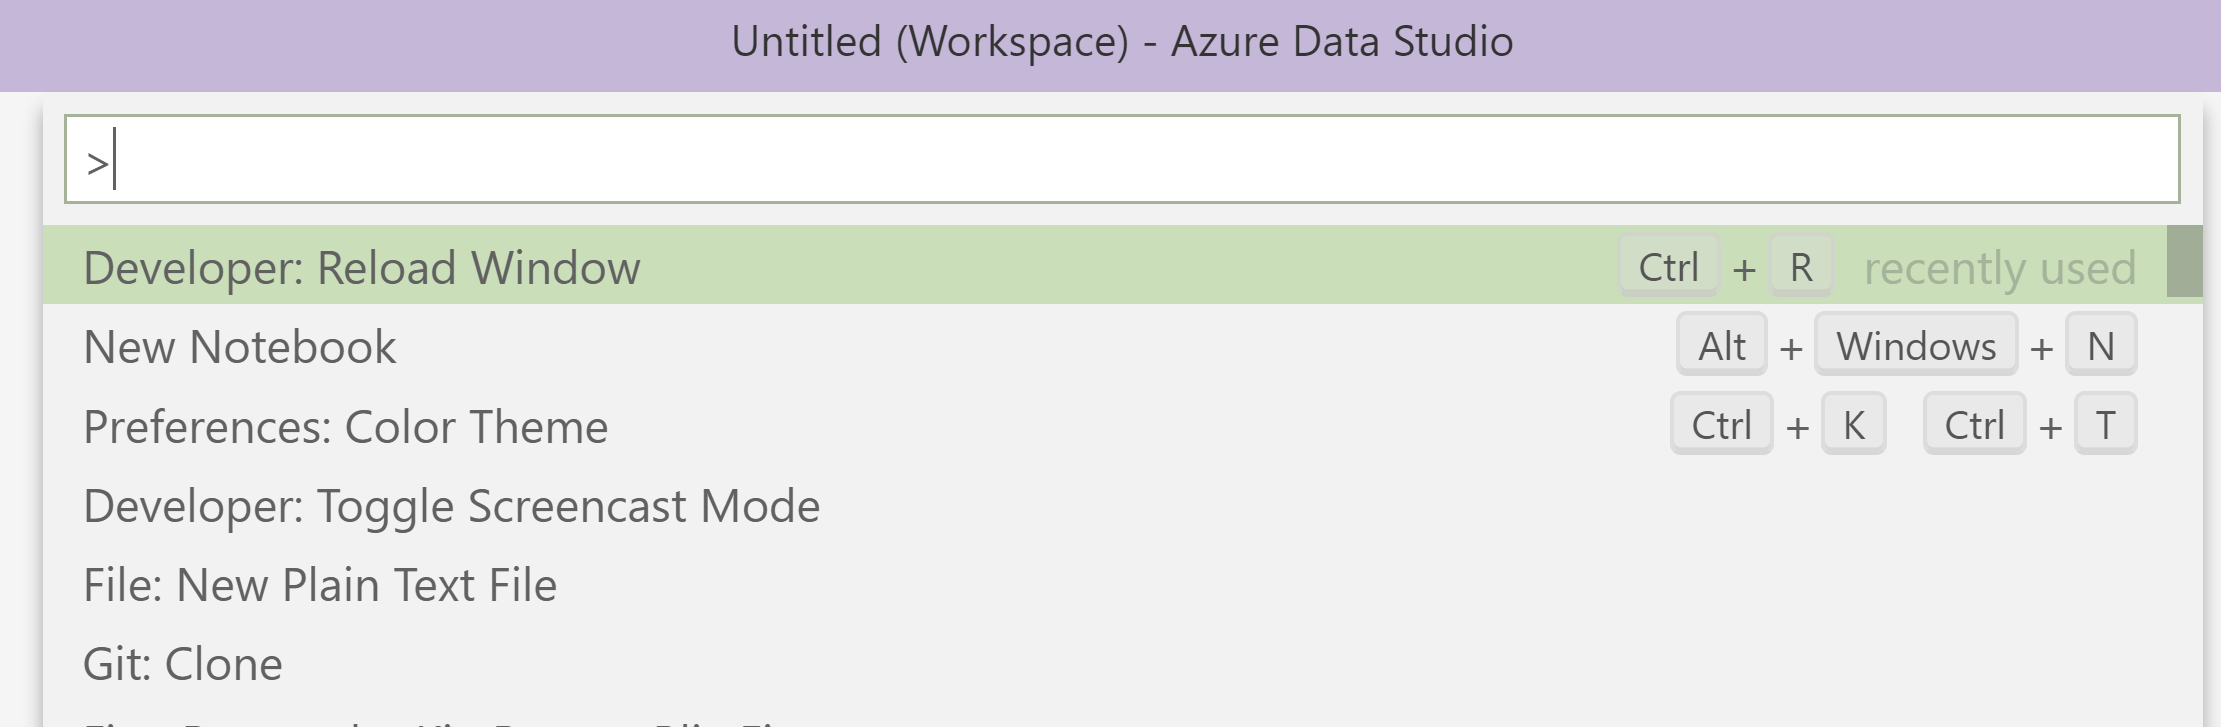 Untitled (Workspace) - Azure Data Studio
>
Developer: Reload Window Ctrl + R recently used
New Notebook Alt + Windows + N
Preferences: Color Theme Ctrl + K Ctrl + T
Developer: Toggle Screencast Mode
File: New Plain Text File
Git: Clone